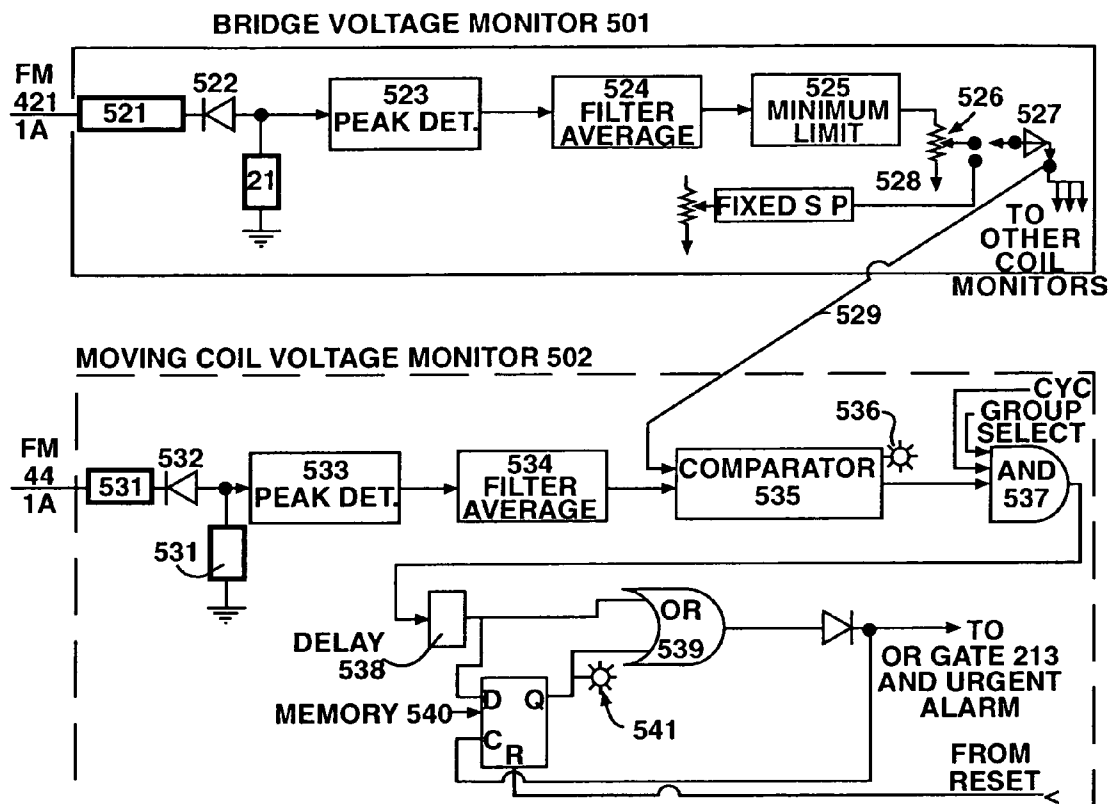 BRIDGE VOLTAGE MONITOR 501
FM
421
1A
521
522
21
523
PEAK DET.
524
FILTER
AVERAGE
525
MINIMUM
LIMIT
526
527
528
FIXED S P
TO
OTHER
COIL
MONITORS
529
MOVING COIL VOLTAGE MONITOR 502
FM
44
1A
531
532
531
533
PEAK DET.
534
FILTER
AVERAGE
COMPARATOR
535
536
CYC
GROUP
SELECT
AND
537
DELAY
538
OR
539
TO
OR GATE 213
AND URGENT
ALARM
MEMORY 540
D Q
C
R
541
FROM
RESET